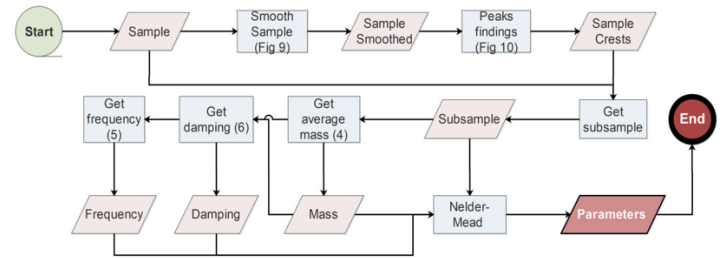 Start
Sample
Smooth
Sample
(Fig 9)
Sample
Smoothed
Peaks
findings
(Fig 10)
Sample
Crests
Get
frequency
(5)
Get
damping (6)
Get
average
mass (4)
Subsample
Get
subsample
End
Frequency
Damping
Mass
Nelder-
Mead
Parameters